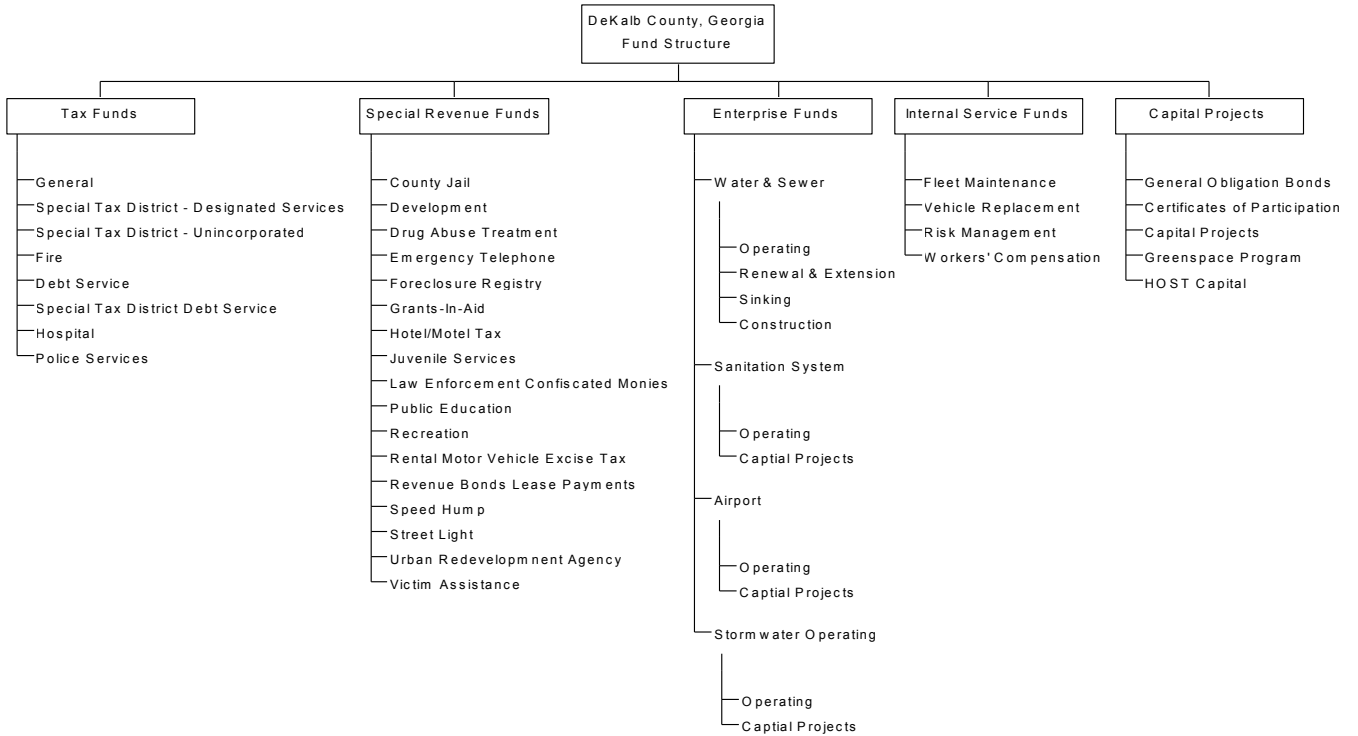 DeKalb County, Georgia
Fund Structure
Tax Funds
General
Special Tax District - Designated Services
Special Tax District - Unincorporated
Fire
Debt Service
Special Tax District Debt Service
Hospital
Police Services
Special Revenue Funds
County Jail
Development
Drug Abuse Treatment
Emergency Telephone
Foreclosure Registry
Grants-In-Aid
Hotel/Motel Tax
Juvenile Services
Law Enforcement Confiscated Monies
Public Education
Recreation
Rental Motor Vehicle Excise Tax
Revenue Bonds Lease Payments
Speed Hump
Street Light
Urban Redevelopment Agency
Victim Assistance
Enterprise Funds
Water & Sewer
Operating
Renewal & Extension
Sinking
Construction
Sanitation System
Operating
Captial Projects
Airport
Operating
Captial Projects
Stormwater Operating
Operating
Captial Projects
Internal Service Funds
Fleet Maintenance
Vehicle Replacement
Risk Management
Workers' Compensation
Capital Projects
General Obligation Bonds
Certificates of Participation
Capital Projects
Greenspace Program
HOST Capital